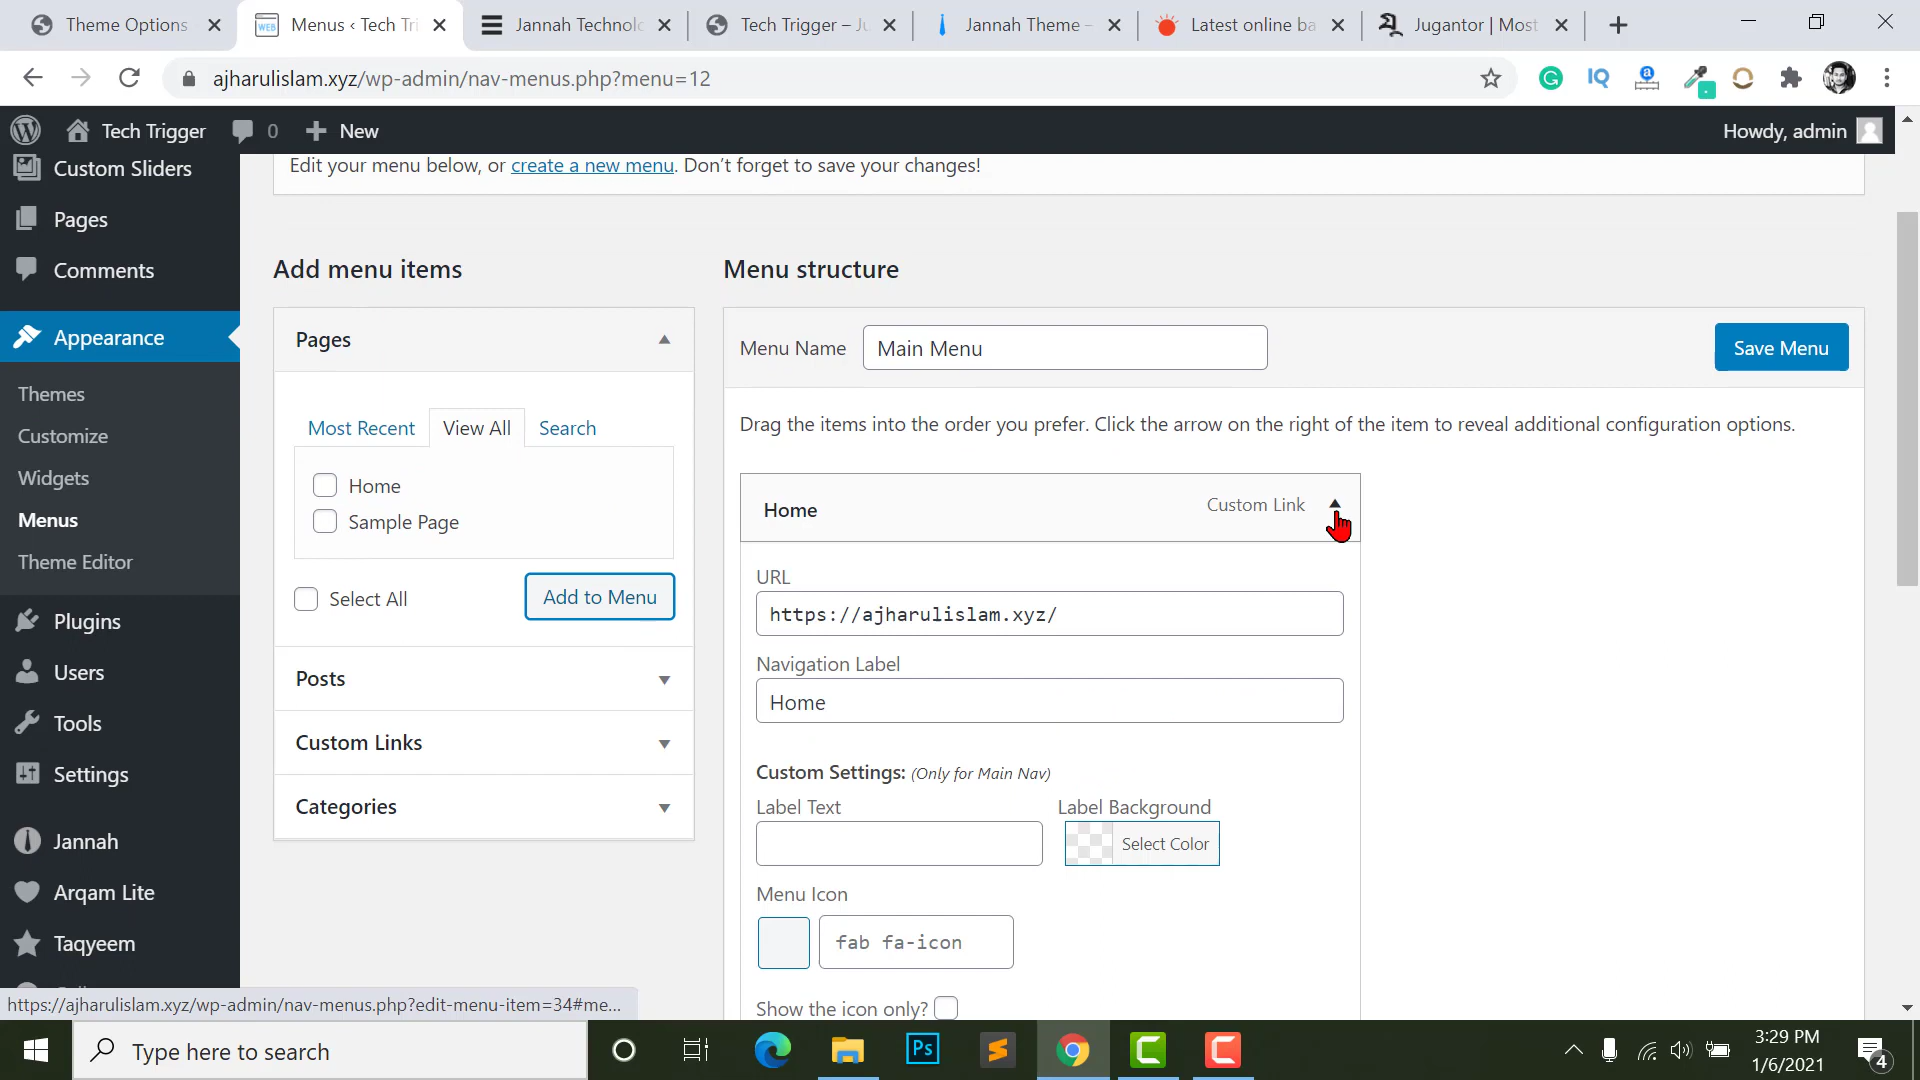 Theme Options
Menus ‹ Tech Tri
Jannah Technol
Tech Trigger – Ju
Jannah Theme -
Latest online ba
Jugantor | Most
ajharulislam.xyz/wp-admin/nav-menus.php?menu=12
IQ
a
WEB
Tech Trigger
0
New
Howdy, admin
Custom Sliders
Pages
Comments
Appearance
Themes
Customize
Widgets
Menus
Theme Editor
Plugins
Users
Tools
Settings
Jannah
Arqam Lite
Taqyeem
Edit your menu below, or create a new menu. Don’t forget to save your changes!
Add menu items
Menu structure
Pages
Most Recent
View All
Search
Home
Sample Page
Select All
Add to Menu
Posts
Custom Links
Categories
Menu Name
Main Menu
Save Menu
Drag the items into the order you prefer. Click the arrow on the right of the item to reveal additional configuration options.
Home
Custom Link
URL
https://ajharulislam.xyz/
Navigation Label
Home
Custom Settings: (Only for Main Nav)
Label Text
Label Background
Select Color
Menu Icon
fab fa-icon
Show the icon only?
https://ajharulislam.xyz/wp-admin/nav-menus.php?edit-menu-item=34#me...
Type here to search
Ps
3:29 PM
1/6/2021
4